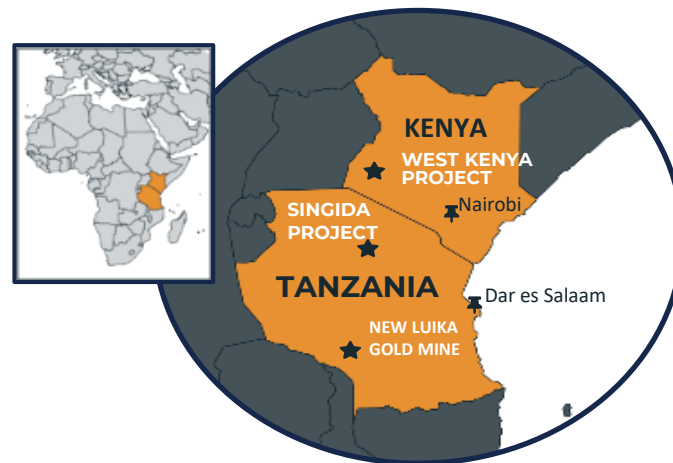 KENYA
WEST KENYA
PROJECT
Nairobi
SINGIDA
PROJECT
TANZANIA
Dar es Salaam
NEW LUIKA
GOLD MINE